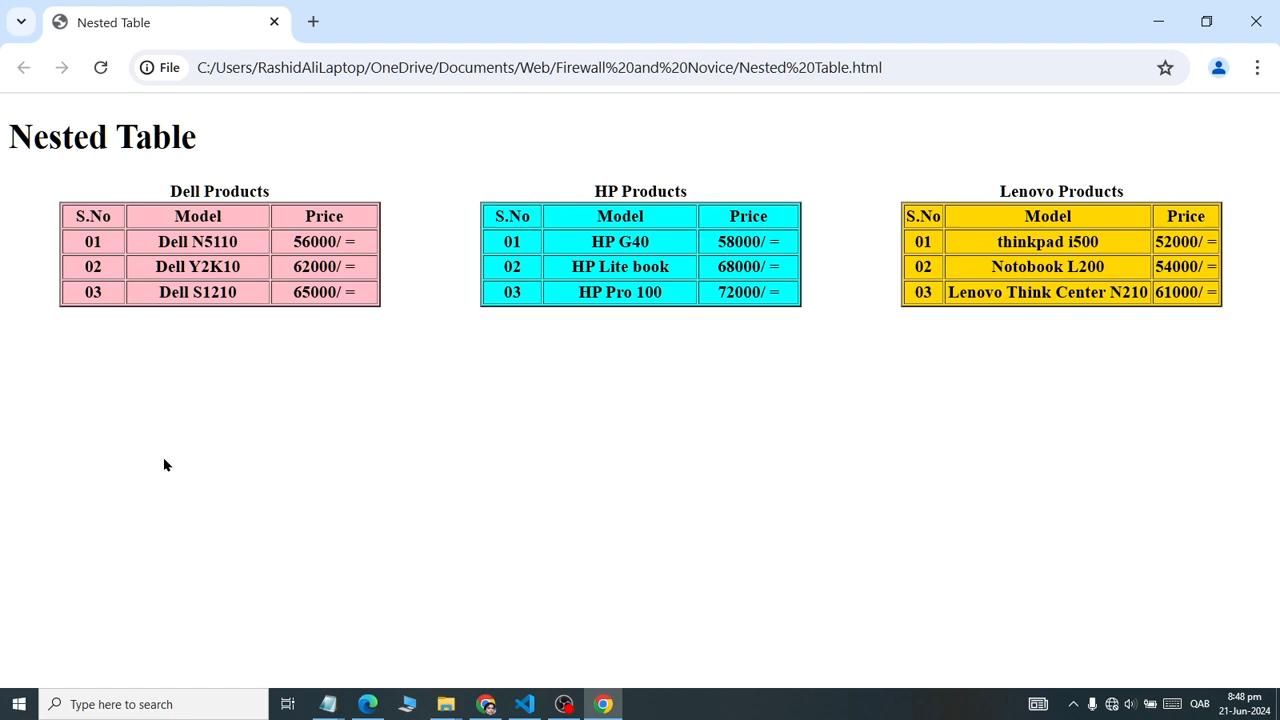 Nested Table
File
C:/Users/RashidAliLaptop/OneDrive/Documents/Web/Firewall%20and%20Novice/Nested%20Table.html
Nested Table
Dell Products
S.No Model Price
01 Dell N5110 56000/ =
02 Dell Y2K10 62000/ =
03 Dell S1210 65000/ =
HP Products
S.No Model Price
01 HP G40 58000/ =
02 HP Lite book 68000/ =
03 HP Pro 100 72000/ =
Lenovo Products
S.No Model Price
01 thinkpad i500 52000/ =
02 Notobook L200 54000/ =
03 Lenovo Think Center N210 61000/ =
Type here to search
QAB
8:48 pm
21-Jun-2024